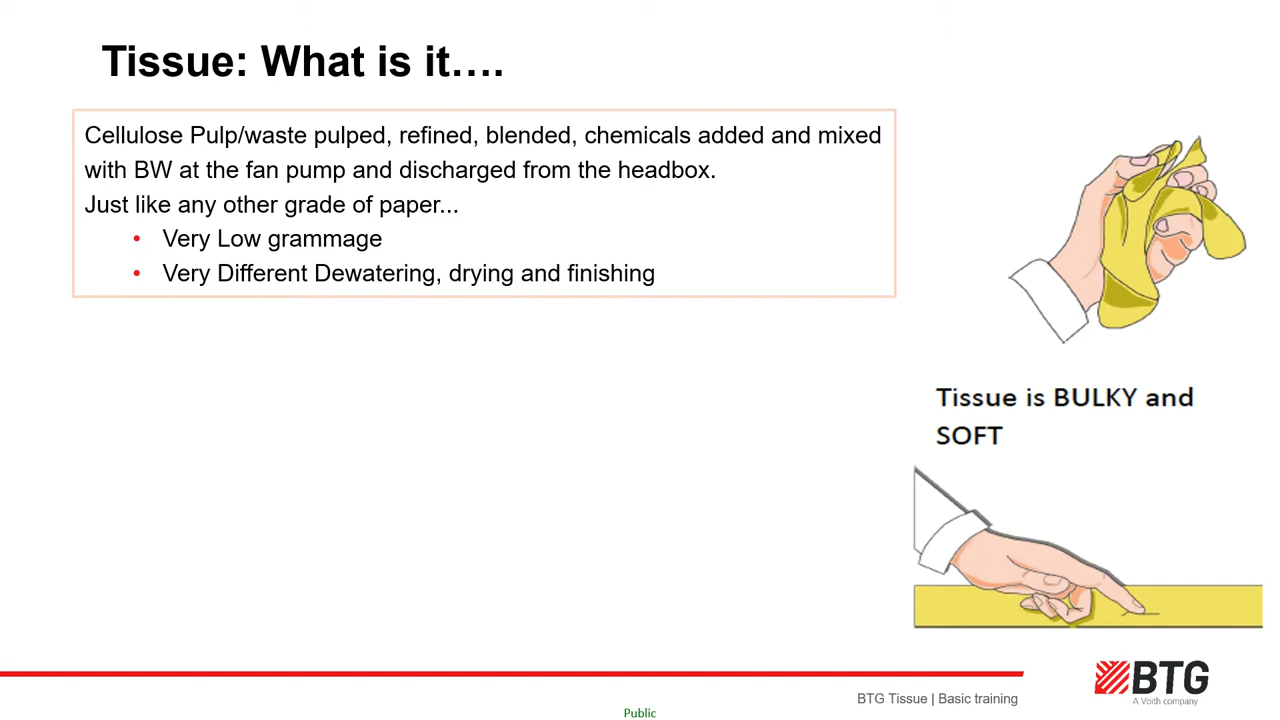 Tissue: What is it….
Cellulose Pulp/waste pulped, refined, blended, chemicals added and mixed
with BW at the fan pump and discharged from the headbox.
Just like any other grade of paper...
• Very Low grammage
• Very Different Dewatering, drying and finishing
Tissue is BULKY and
SOFT
BTG
A Voith company
BTG Tissue | Basic training
Public